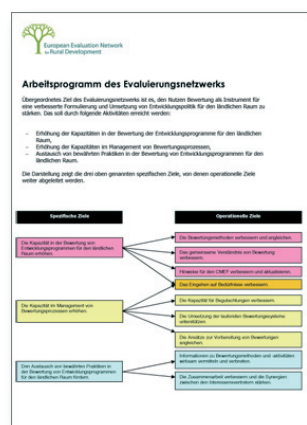 European Evaluation Network
for Rural Development
Arbeitsprogramm des Evaluierungsnetzwerks
Übergeordnetes Ziel des Evaluierungsnetzwerks ist es, den Nutzen Bewertung als Instrument für
eine verbesserte Formulierung und Umsetzung von Entwicklungspolitik für den ländlichen Raum zu
stärken. Das soll durch folgende Aktivitäten erreicht werden:
- Erhöhung der Kapazitäten in der Bewertung der Entwicklungsprogramme für den ländlichen
Raum,
- Erhöhung der Kapazitäten im Management von Bewertungsprozessen,
- Austausch von bewährten Praktiken in der Bewertung von Entwicklungsprogrammen für den
ländlichen Raum.
Die Darstellung zeigt die drei oben genannten spezifischen Ziele, von denen operationelle Ziele
weiter abgeleitet werden.
Spezifische Ziele
Operationelle Ziele
Die Kapazität in der Bewertung von
Entwicklungsprogrammen für den ländlichen
Raum erhöhen.
Die Kapazität im Management von
Bewertungsprozessen erhöhen.
Den Austausch von bewährten Praktiken in
der Bewertung von Entwicklungsprogrammen
für den ländlichen Raum fördern.
Die Bewertungsmethoden verbessern und angleichen.
Das gemeinsame Verständnis von Bewertung
verbessern.
Hinweise für den CMEF verbessern und aktualisieren.
Das Eingehen auf Bedürfnisse verbessern.
Die Kapazität für Begutachtungen verbessern.
Die Umsetzung der laufenden Bewertungssysteme
unterstützen.
Die Ansätze zur Vorbereitung von Bewertungen
angleichen.
Informationen zu Bewertungsmethoden und -aktivitäten
wirksam vermitteln und verbreiten.
Die Zusammenarbeit verbessern und die Synergien
zwischen den Interessensvertretern stärken.